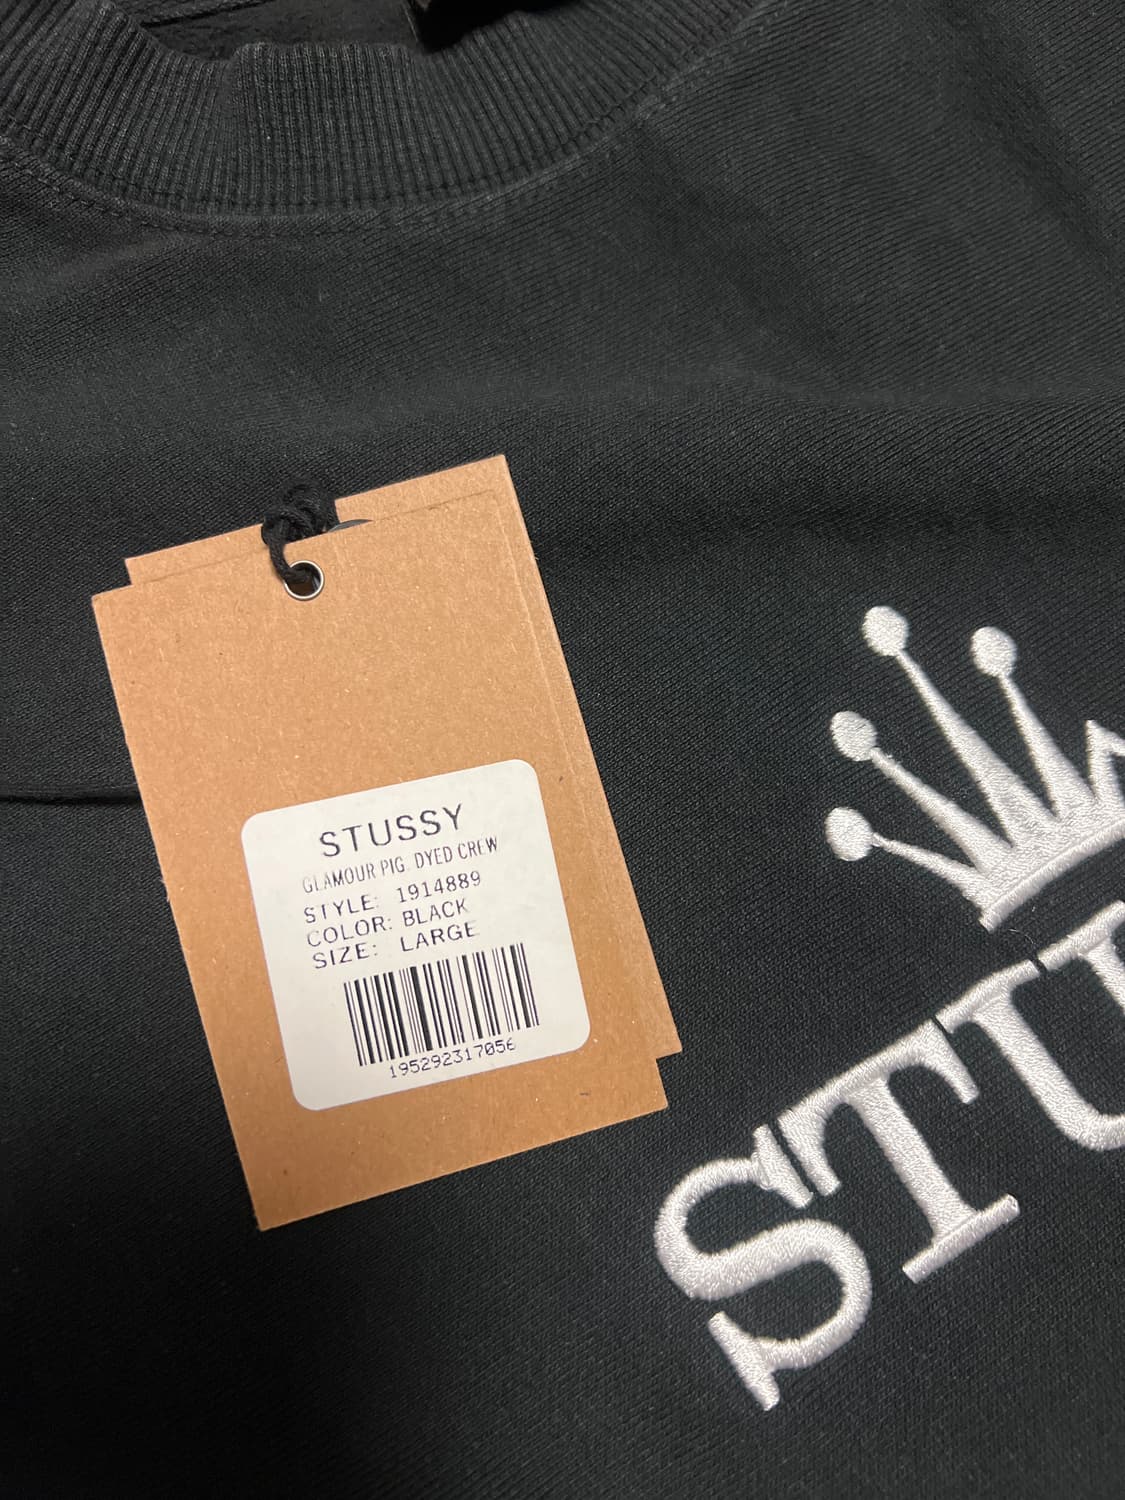 STUSSY
GLAMOUR PIG. DYED CREW
STYLE: 1914889
COLOR: BLACK
SIZE: LARGE
195292317056
STU